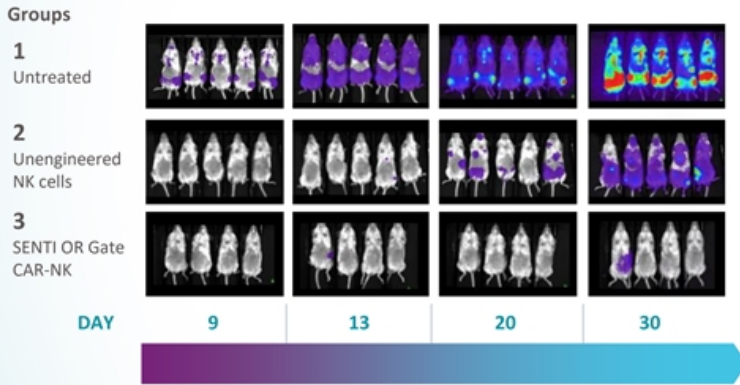 Groups
1
Untreated
2
Unengineered
NK cells
3
SENTI OR Gate
CAR-NK
DAY 9 13 20 30